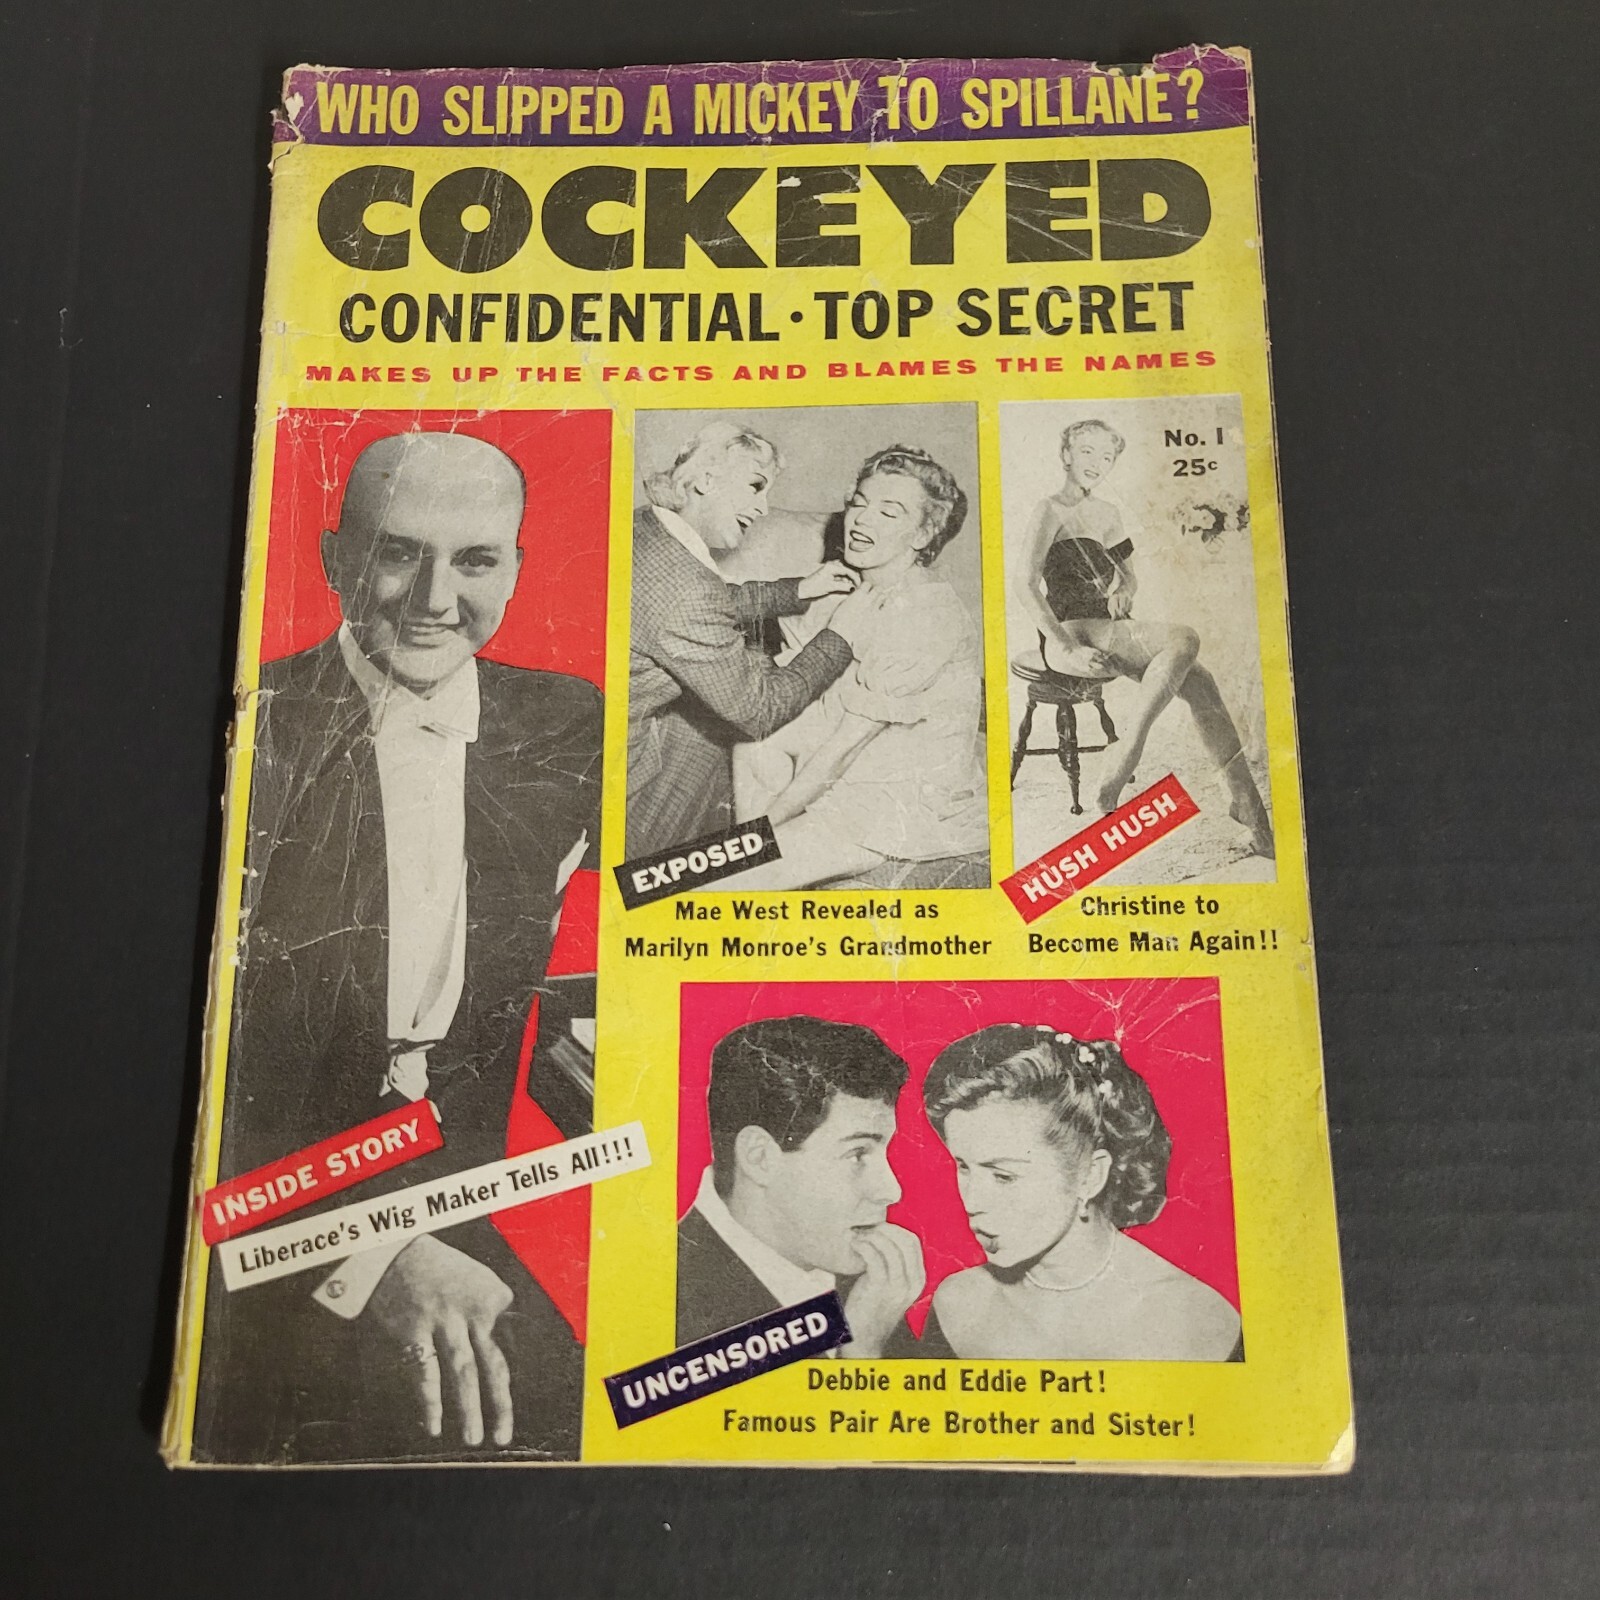 WHO SLIPPED A MICKEY TO SPILLANE?
COCKEYED
CONFIDENTIAL · TOP SECRET
MAKES UP THE FACTS AND BLAMES THE NAMES
No. 1
25c
EXPOSED
Mae West Revealed as
Marilyn Monroe's Grandmother
HUSH HUSH
Christine to
Become Man Again!!
INSIDE STORY
Liberace's Wig Maker Tells All!!!
UNCENSORED
Debbie and Eddie Part!
Famous Pair Are Brother and Sister!